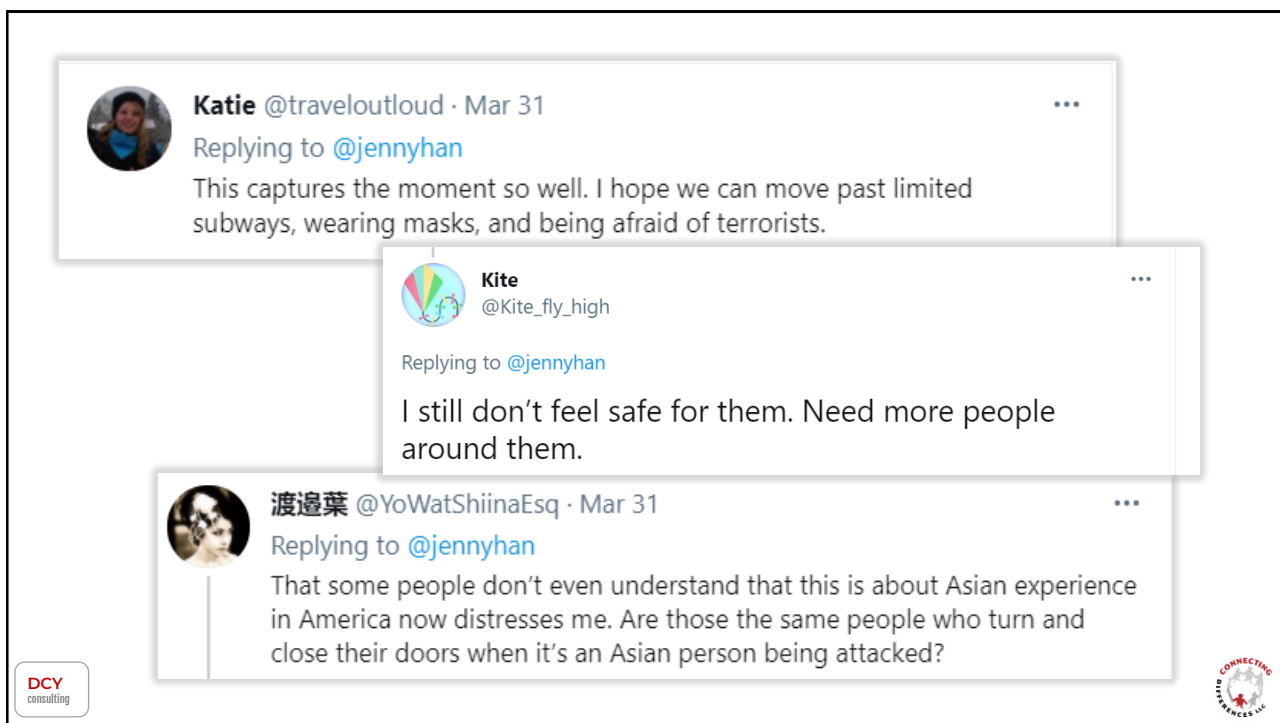 Katie @traveloutloud · Mar 31
Replying to @jennyhan
This captures the moment so well. I hope we can move past limited
subways, wearing masks, and being afraid of terrorists.
Kite
@Kite_fly_high
Replying to @jennyhan
I still don’t feel safe for them. Need more people
around them.
渡邉葉 @YoWatShiinaEsq · Mar 31
Replying to @jennyhan
That some people don’t even understand that this is about Asian experience
in America now distresses me. Are those the same people who turn and
close their doors when it’s an Asian person being attacked?
DCY
consulting
CONNECTING
DIFFERENCES LLC